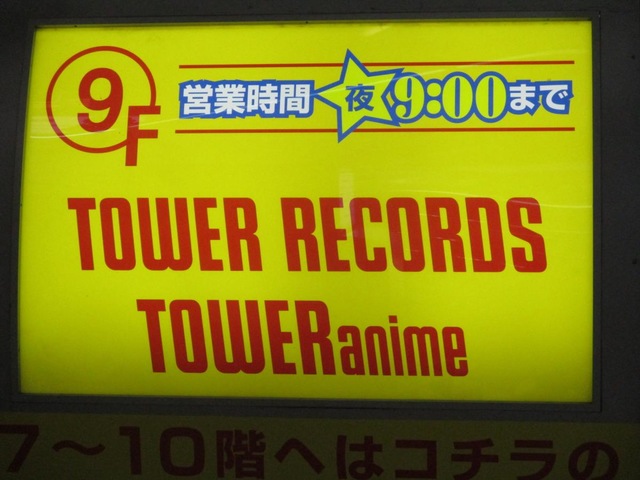 9F
営業時間 夜 9:00まで
TOWER RECORDS
TOWERanime
7～10階へはコチラの